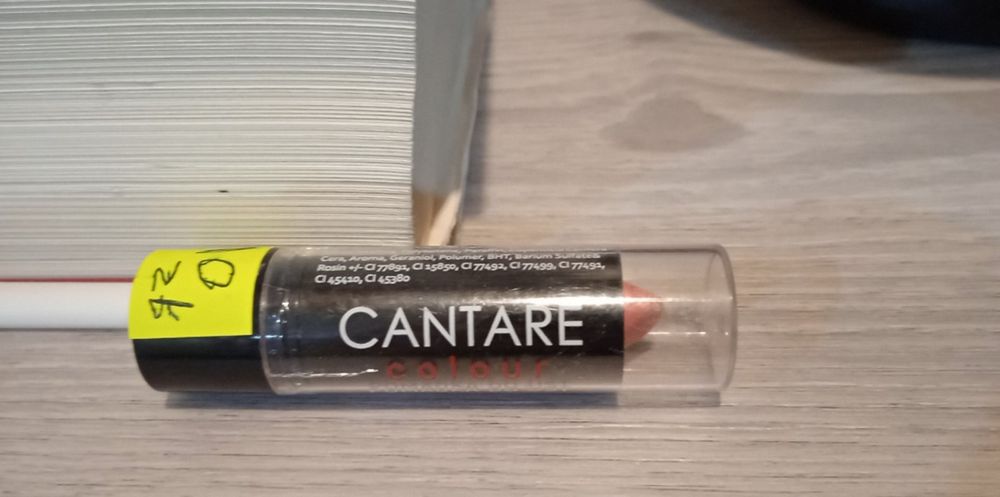 Cera, Aroma, Geraniol, Polumer, BHT, Barium Sulfate&
Rosin +/- CI 77891, CI 15850, CI 77492, CI 77499, CI 77491,
CI 45410, CI 45380
CANTARE
colour